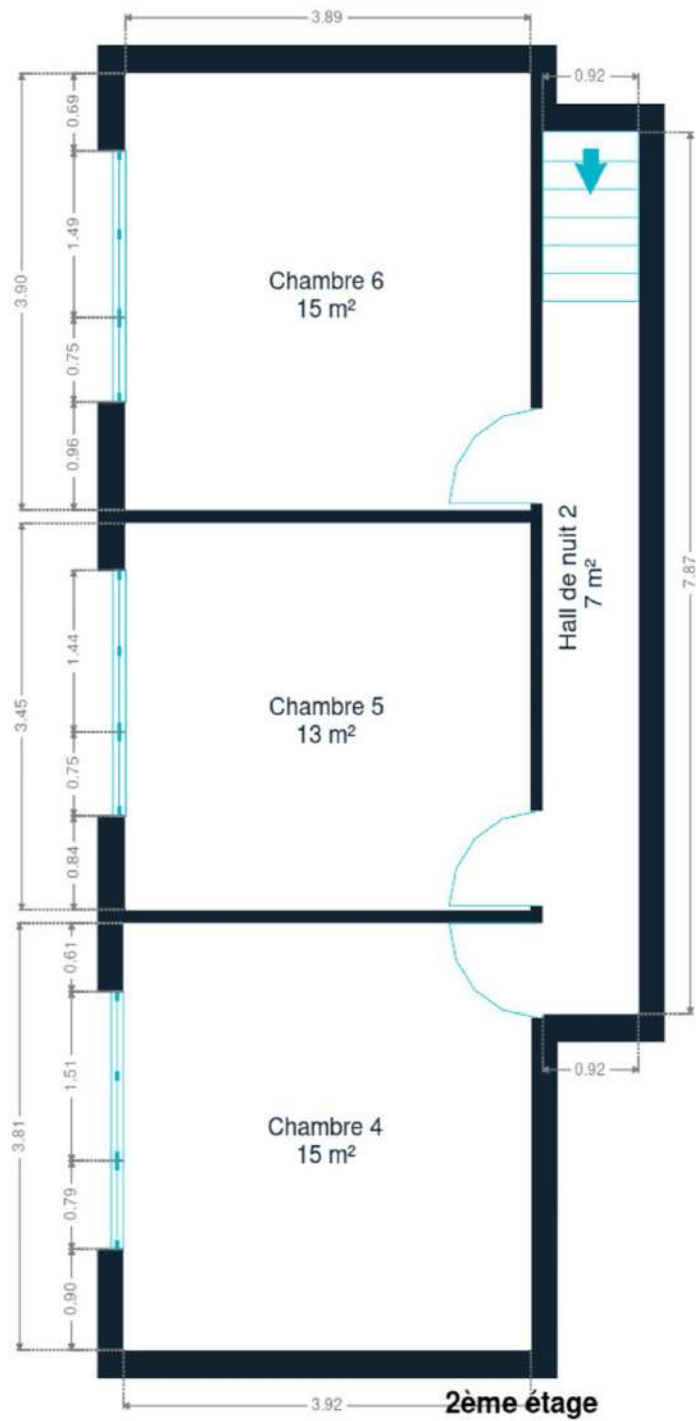 3.89
0.92
0.69
1.49
3.90
0.75
0.96
Chambre 6
15 m²
Hall de nuit 2
7 m²
7.87
1.44
3.45
0.75
0.84
Chambre 5
13 m²
0.61
1.51
3.81
0.79
0.90
Chambre 4
15 m²
0.92
3.92
2ème étage